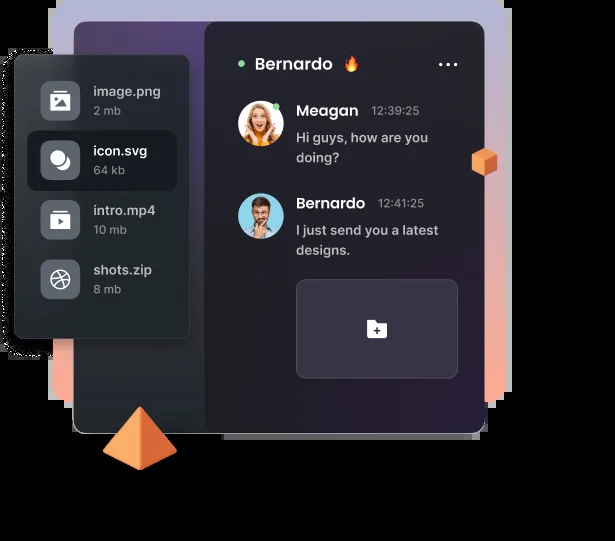 image.png
2 mb
icon.svg
64 kb
intro.mp4
10 mb
shots.zip
8 mb
Bernardo 🔥
Meagan 12:39:25
Hi guys, how are you
doing?
Bernardo 12:41:25
I just send you a latest
designs.